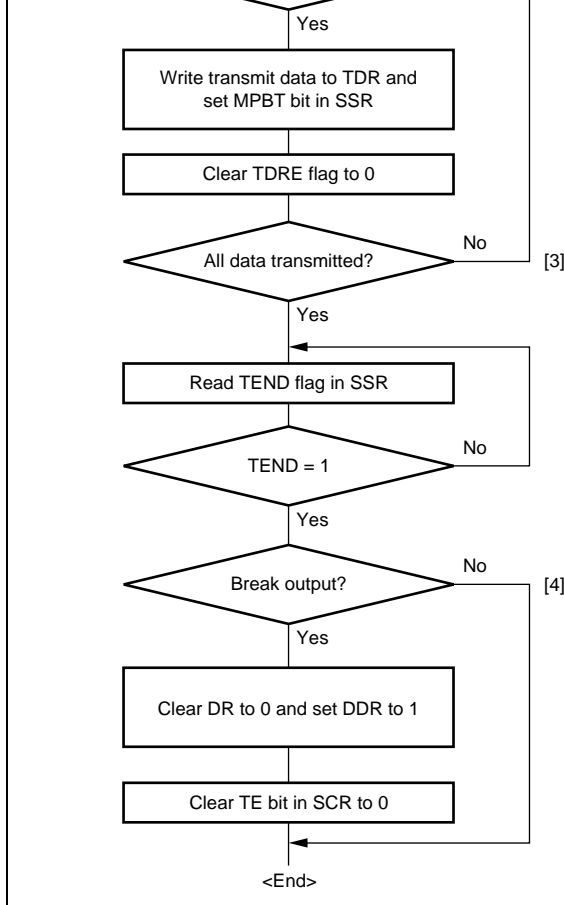 Yes
Write transmit data to TDR and
set MPBT bit in SSR
Clear TDRE flag to 0
All data transmitted?
No
[3]
Yes
Read TEND flag in SSR
TEND = 1
No
Yes
Break output?
No
[4]
Yes
Clear DR to 0 and set DDR to 1
Clear TE bit in SCR to 0
<End>